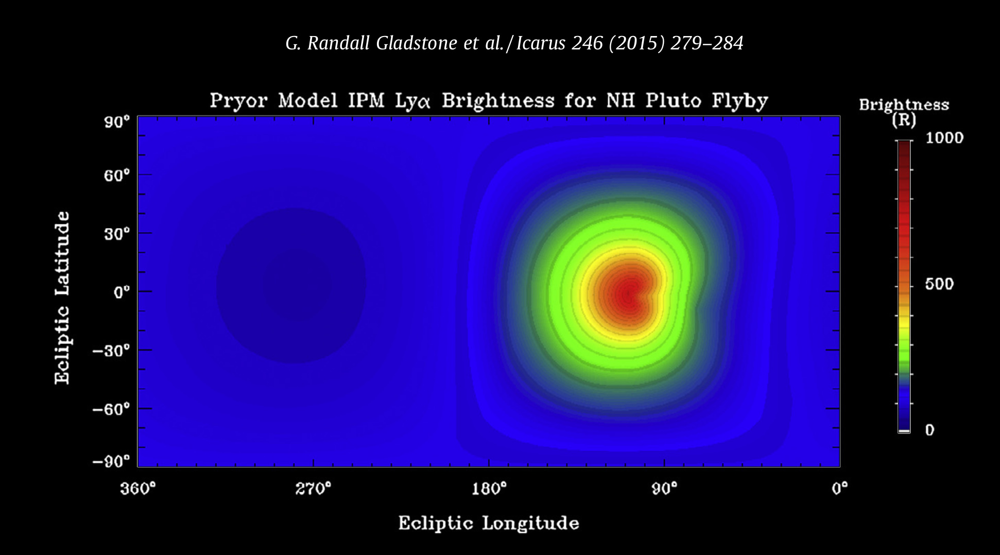 G. Randall Gladstone et al. / Icarus 246 (2015) 279–284
Pryor Model IPM Lyα Brightness for NH Pluto Flyby
Brightness
(R)
90°
60°
30°
0°
−30°
−60°
−90°
Ecliptic Latitude
360°
270°
180°
90°
0°
Ecliptic Longitude
1000
500
0